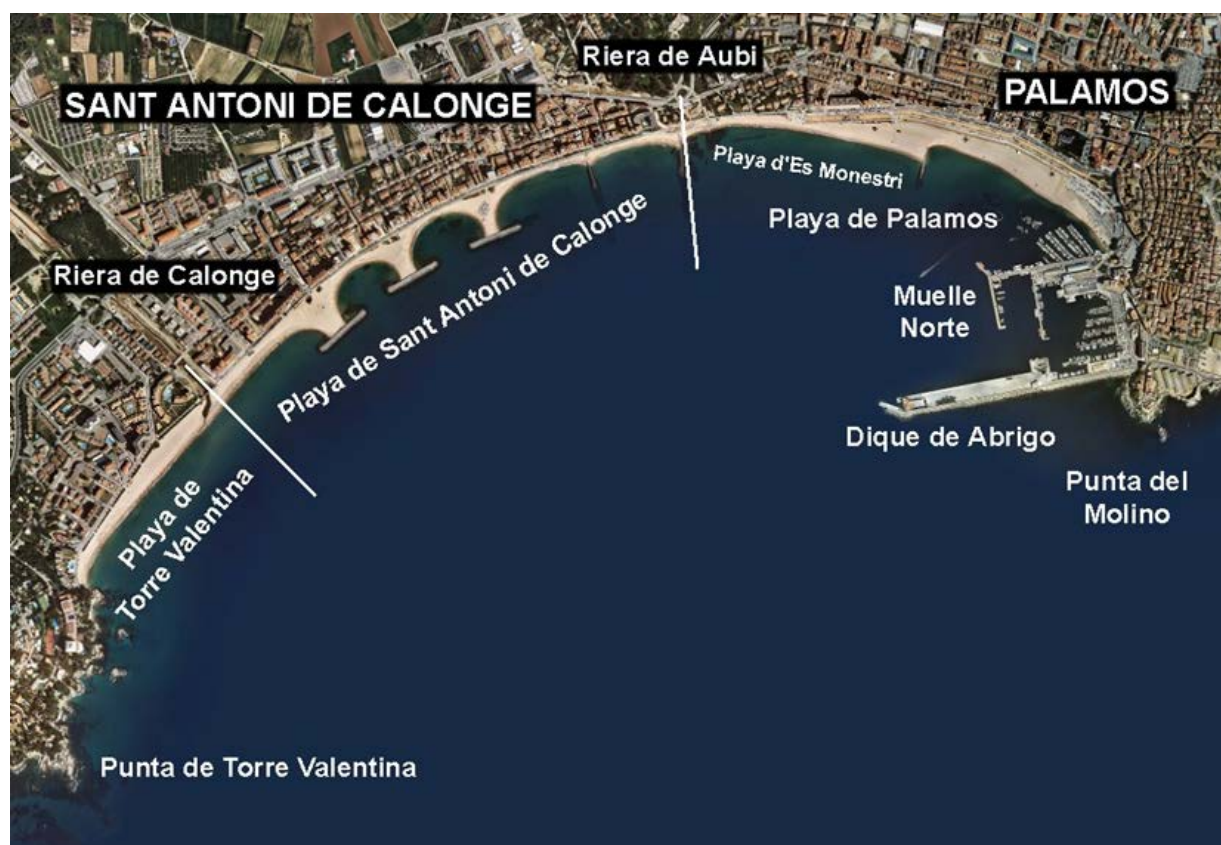 Riera de Aubi
SANT ANTONI DE CALONGE
PALAMOS
Playa d'Es Monestri
Playa de Palamos
Riera de Calonge
Playa de Sant Antoni de Calonge
Muelle
Norte
Dique de Abrigo
Punta del
Molino
Playa de
Torre Valentina
Punta de Torre Valentina